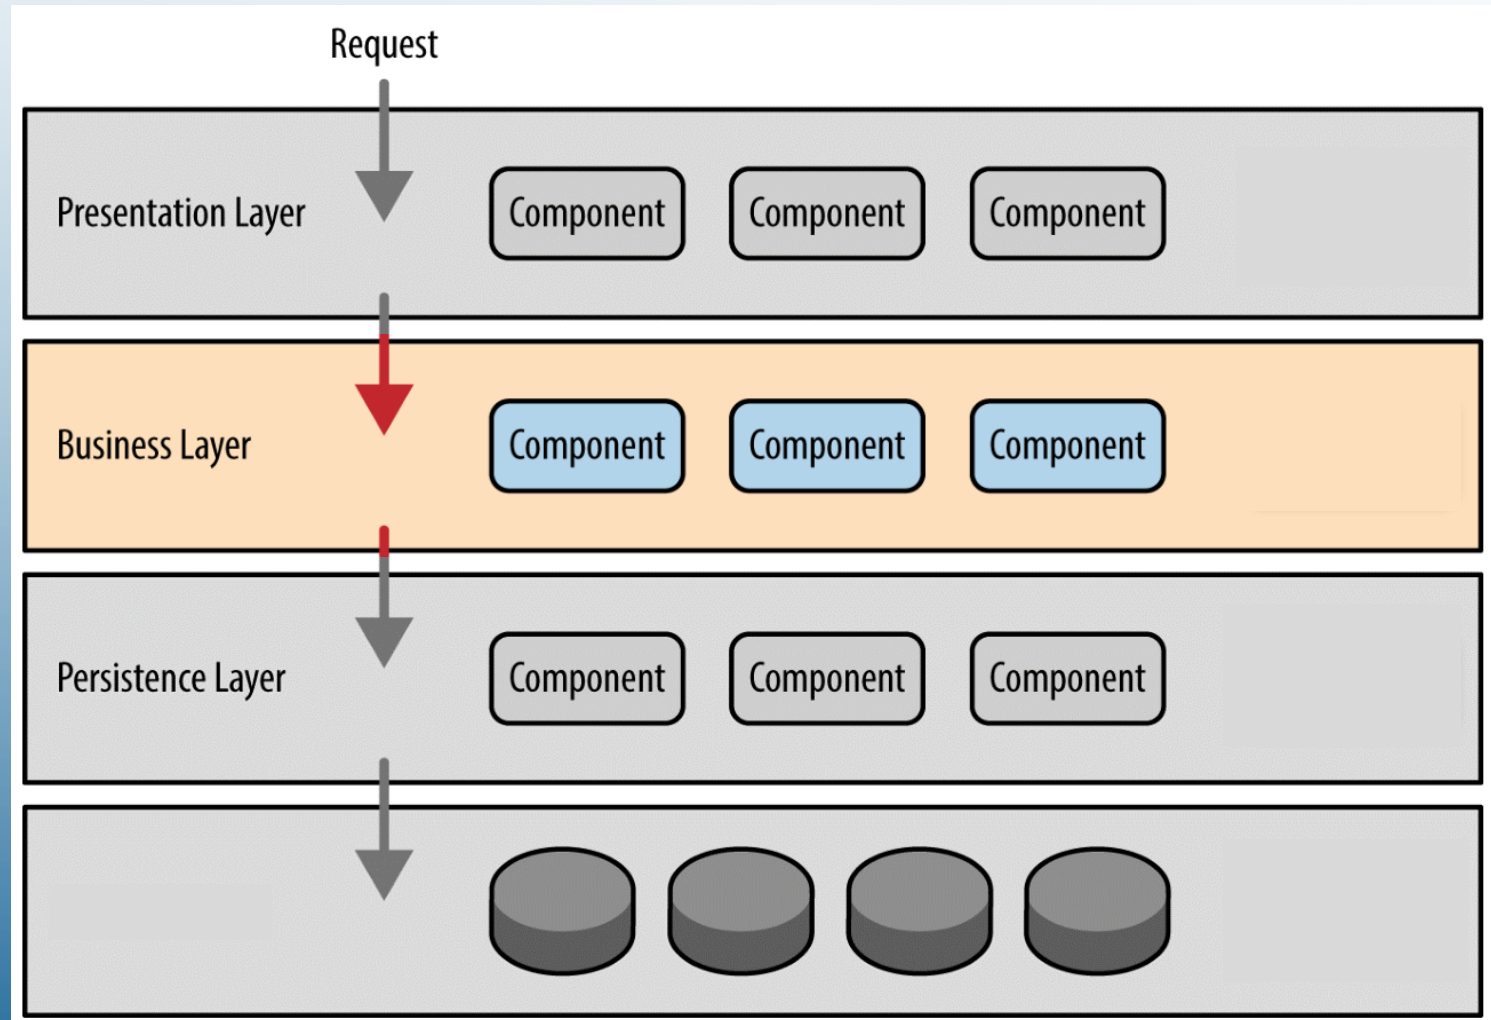 Request
Presentation Layer Component Component Component
Business Layer Component Component Component
Persistence Layer Component Component Component